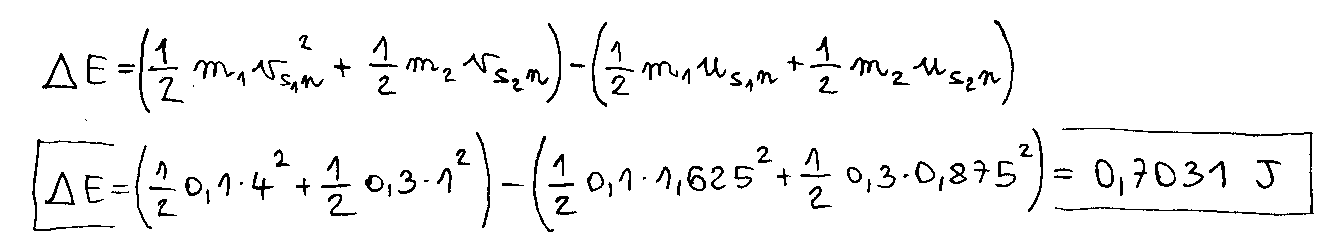 ΔE = (1/2 m₁ v_{s₁n}² + 1/2 m₂ v_{s₂n}) - (1/2 m₁ u_{s₁n} + 1/2 m₂ u_{s₂n})
ΔE = (1/2 0,1·4² + 1/2 0,3·1²) - (1/2 0,1·1,625² + 1/2 0,3·0,875²) = 0,7031 J